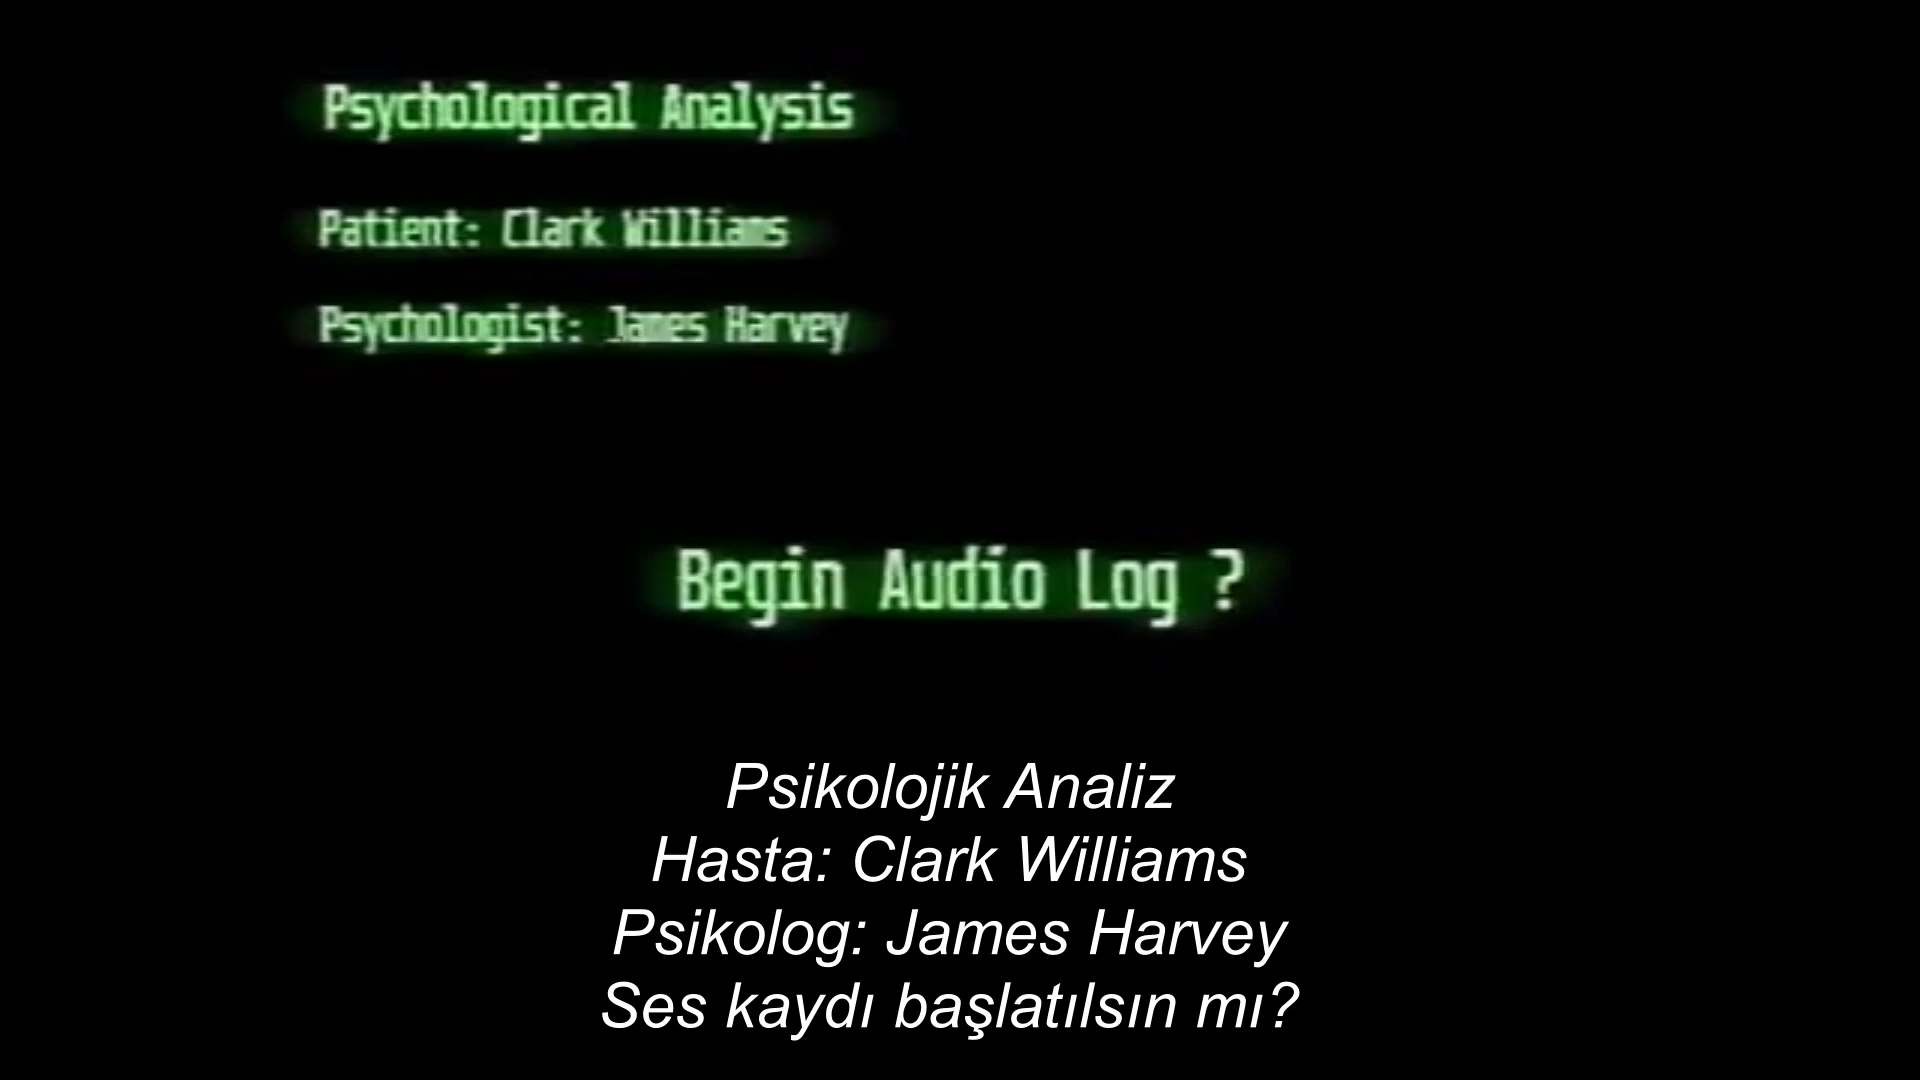 Psychological Analysis
Patient: Clark Williams
Psychologist: James Harvey
Begin Audio Log ?
Psikolojik Analiz
Hasta: Clark Williams
Psikolog: James Harvey
Ses kaydı başlatılsın mı?